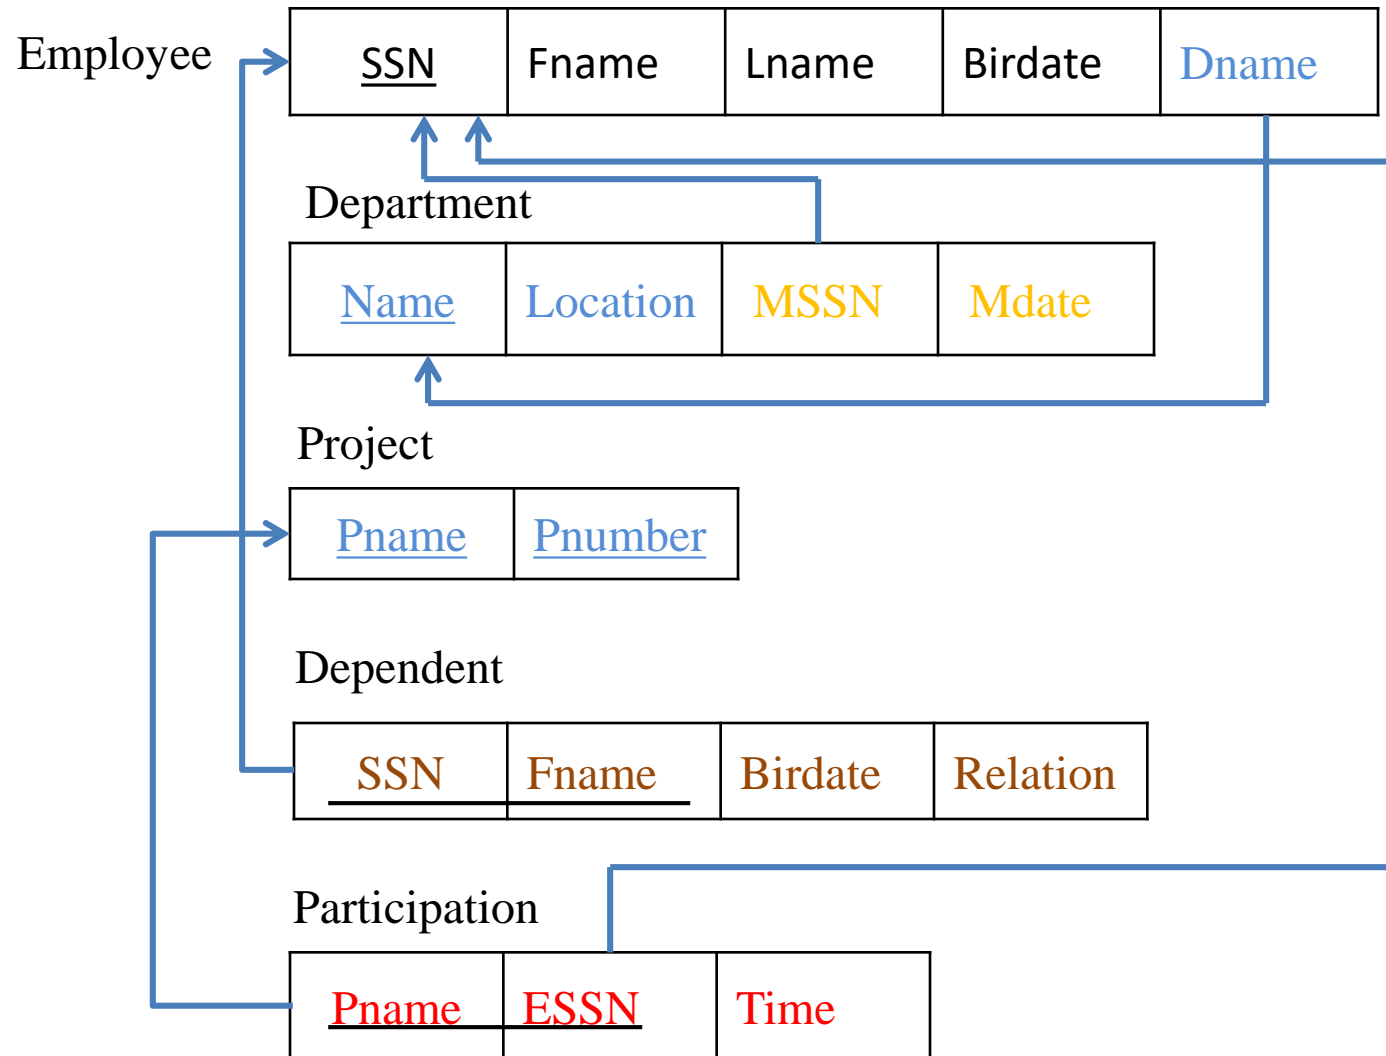 Employee SSN Fname Lname Birdate Dname
Department
Name Location MSSN Mdate
Project
Pname Pnumber
Dependent
SSN Fname Birdate Relation
Participation
Pname ESSN Time